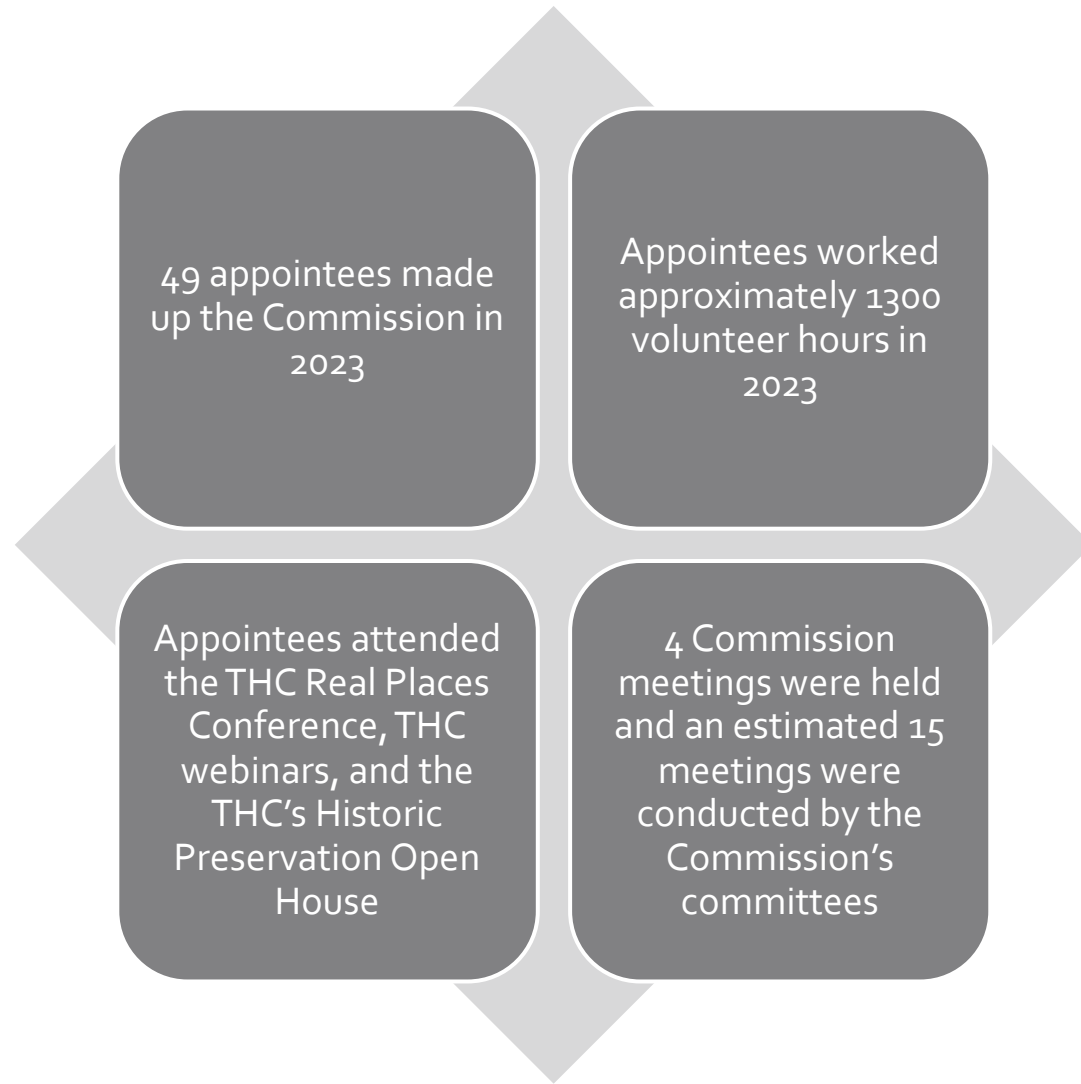 49 appointees made
up the Commission in
2023
Appointees worked
approximately 1300
volunteer hours in
2023
Appointees attended
the THC Real Places
Conference, THC
webinars, and the
THC’s Historic
Preservation Open
House
4 Commission
meetings were held
and an estimated 15
meetings were
conducted by the
Commission’s
committees